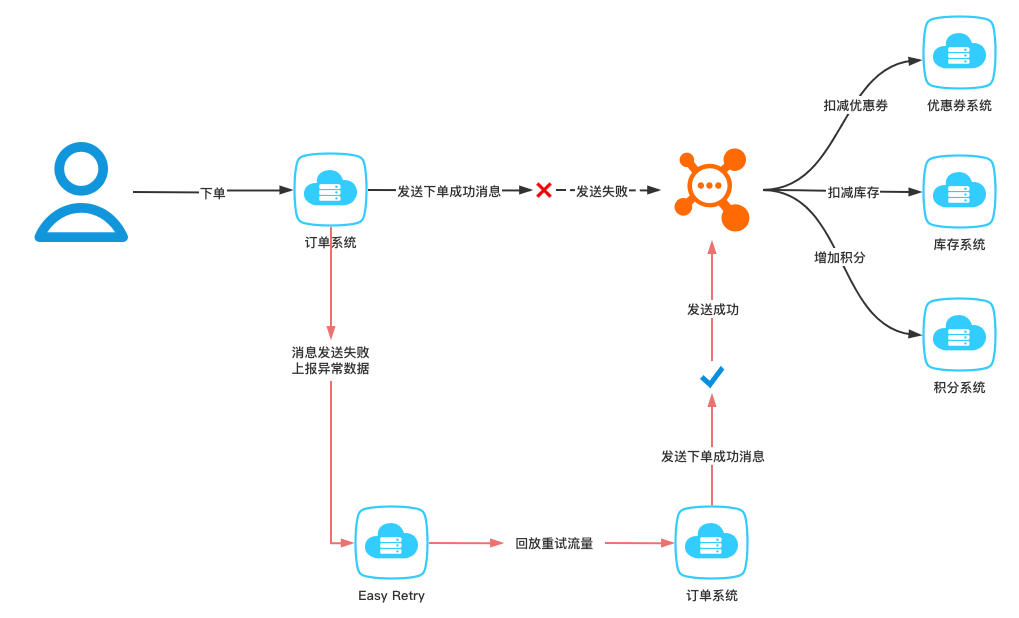 扣减优惠券
优惠券系统
下单
发送下单成功消息
发送失败
扣减库存
订单系统
库存系统
增加积分
发送成功
消息发送失败
上报异常数据
积分系统
发送下单成功消息
回放重试流量
Easy Retry
订单系统